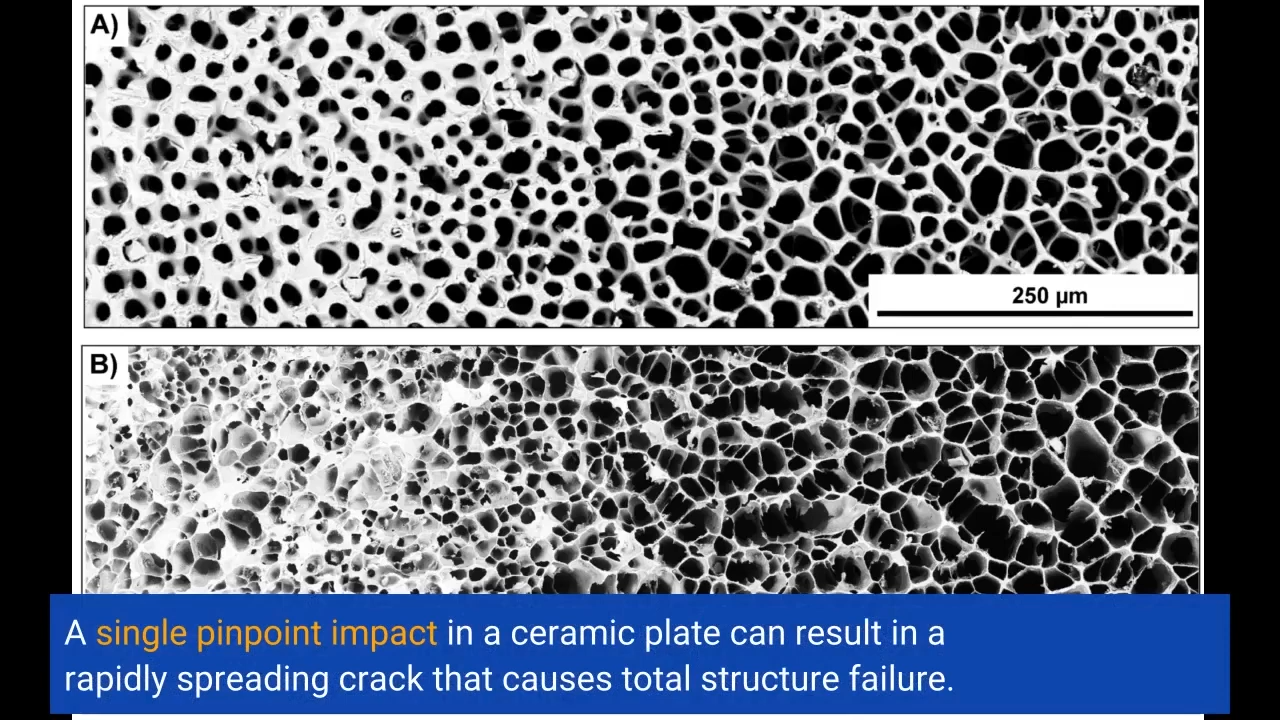 A)
250 µm
B)
A single pinpoint impact in a ceramic plate can result in a
rapidly spreading crack that causes total structure failure.